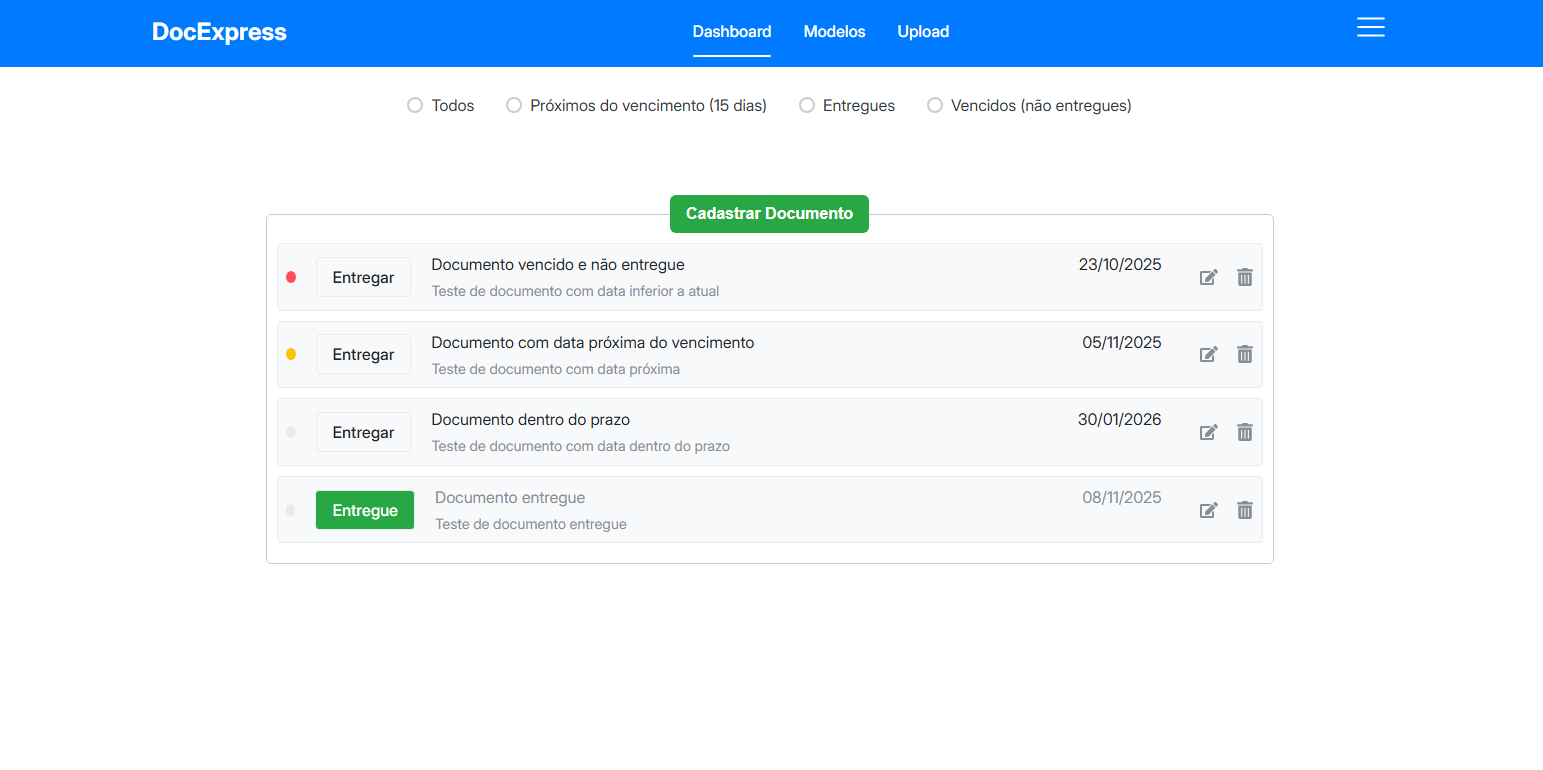 DocExpress
Dashboard Modelos Upload
Todos Próximos do vencimento (15 dias) Entregues Vencidos (não entregues)
Cadastrar Documento
Entregar Documento vencido e não entregue 23/10/2025
Teste de documento com data inferior a atual
Entregar Documento com data próxima do vencimento 05/11/2025
Teste de documento com data próxima
Entregar Documento dentro do prazo 30/01/2026
Teste de documento com data dentro do prazo
Entregue Documento entregue 08/11/2025
Teste de documento entregue